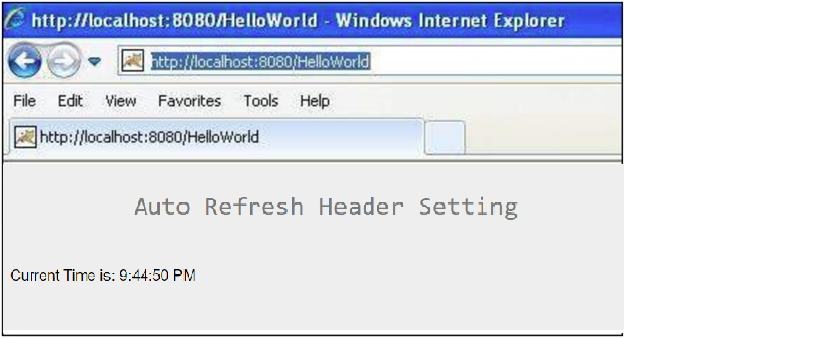 http://localhost:8080/HelloWorld - Windows Internet Explorer
http://localhost:8080/HelloWorld
File Edit View Favorites Tools Help
http://localhost:8080/HelloWorld
Auto Refresh Header Setting
Current Time is: 9:44:50 PM